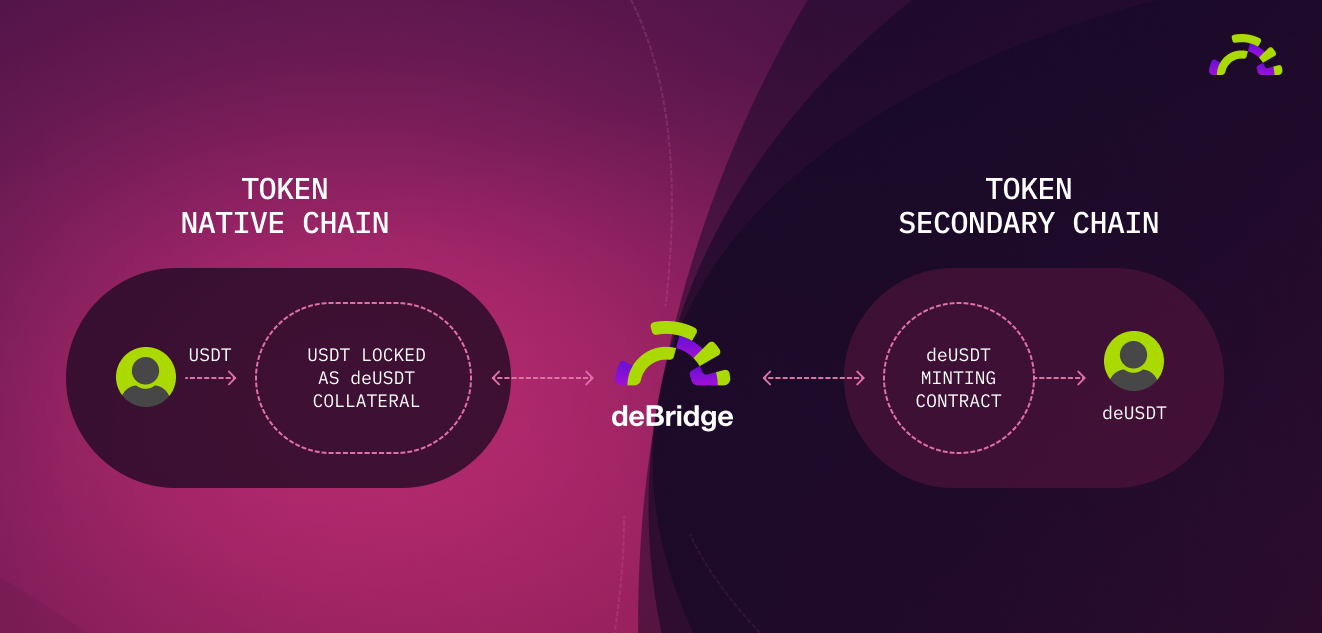 TOKEN
NATIVE CHAIN
USDT
USDT LOCKED
AS deUSDT
COLLATERAL
deBridge
TOKEN
SECONDARY CHAIN
deUSDT
MINTING
CONTRACT
deUSDT